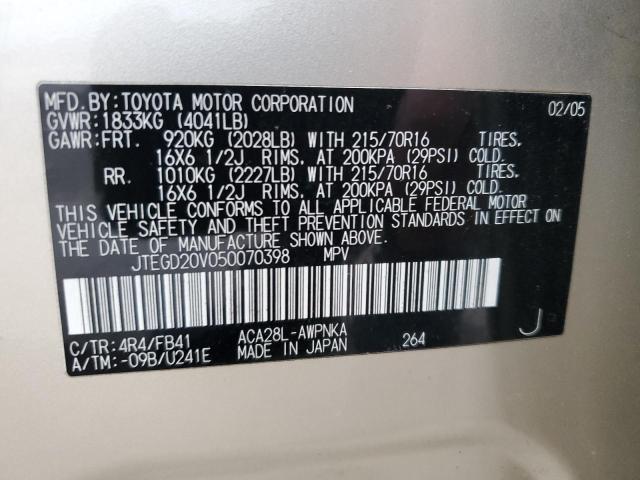 MFD.BY:TOYOTA MOTOR CORPORATION 02/05
GVWR:1833KG (4041LB)
GAWR:FRT. 920KG (2028LB) WITH 215/70R16 TIRES.
16X6 1/2J RIMS. AT 200KPA (29PSI) COLD.
RR. 1010KG (2227LB) WITH 215/70R16 TIRES.
16X6 1/2J RIMS. AT 200KPA (29PSI) COLD.
THIS VEHICLE CONFORMS TO ALL APPLICABLE FEDERAL MOTOR
VEHICLE SAFETY AND THEFT PREVENTION STANDARDS IN EFFECT ON
THE DATE OF MANUFACTURE SHOWN ABOVE.
JTEGD20V050070398 MPV
C/TR:4R4/FB41 ACA28L-AWPNKA 264 J
A/TM:-09B/U241E MADE IN JAPAN